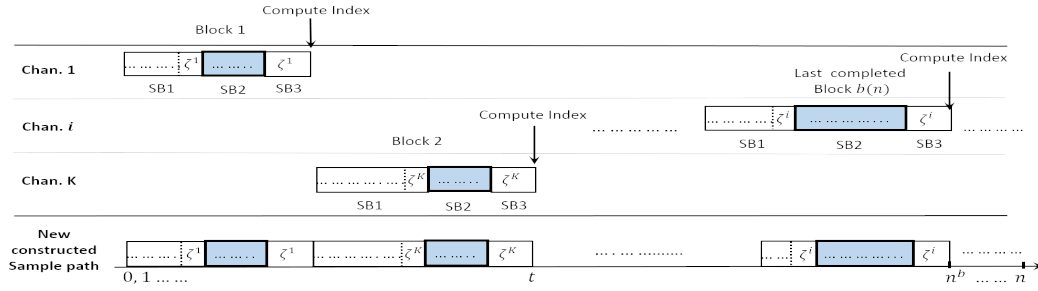 Compute Index
Block 1
Chan. 1
……….. ζ¹ …….. ζ¹
SB1 SB2 SB3
Compute Index
Last completed
Block b(n)
Chan. i
Compute Index
…………… ………….. ζⁱ …………... ζⁱ …………
SB1 SB2 SB3
Block 2
Chan. K
………….… ζᴷ …….. ζᴷ
SB1 SB2 SB3
New
constructed
Sample path
……….. ζ¹ …….. ζ¹ ………….. ζᴷ …….. ζᴷ ….………... ……... ζⁱ …………... ζⁱ …………
0, 1 …… t nᵇ …… n